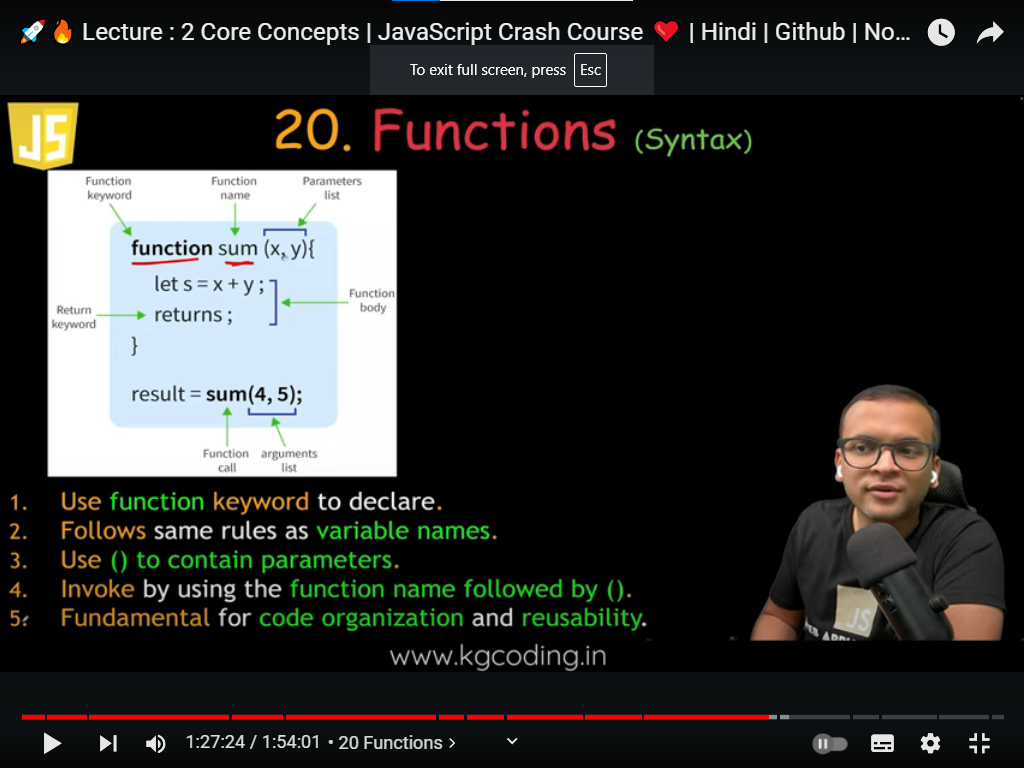 🚀🔥 Lecture : 2 Core Concepts | JavaScript Crash Course ❤️ | Hindi | Github | No...
To exit full screen, press Esc
JS
20. Functions (Syntax)
Function keyword
Function name
Parameters list
function sum (x, y){
let s = x + y ;
Function body
Return keyword
returns ;
}
result = sum(4, 5);
Function call
arguments list
1. Use function keyword to declare.
2. Follows same rules as variable names.
3. Use () to contain parameters.
4. Invoke by using the function name followed by ().
5. Fundamental for code organization and reusability.
JS
www.kgcoding.in
1:27:24 / 1:54:01 • 20 Functions >